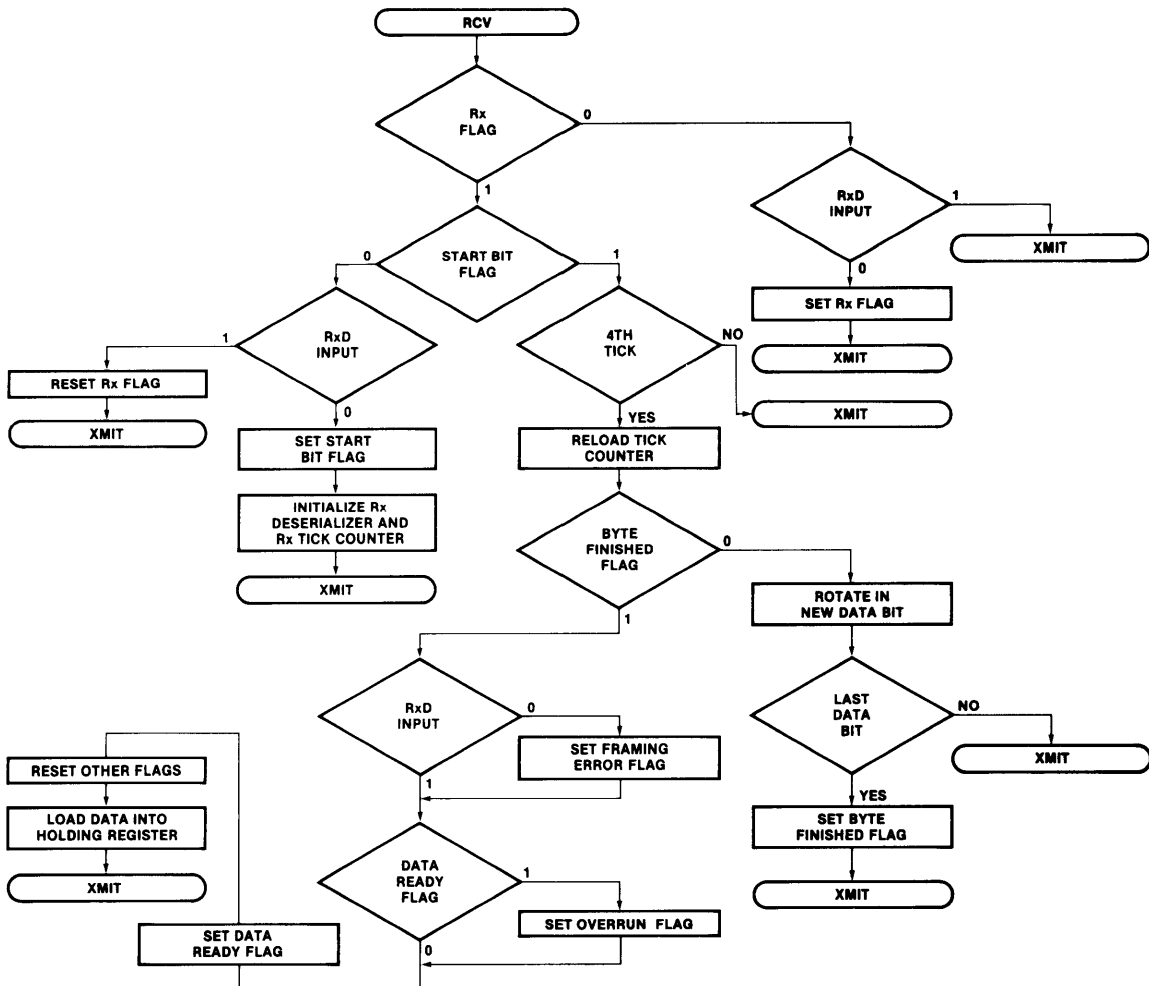 RCV
Rx
FLAG
0
1
RxD
INPUT
1
XMIT
0
SET Rx FLAG
XMIT
START BIT
FLAG
0
1
RxD
INPUT
1
RESET Rx FLAG
XMIT
0
SET START
BIT FLAG
INITIALIZE Rx
DESERIALIZER AND
Rx TICK COUNTER
XMIT
4TH
TICK
NO
XMIT
YES
RELOAD TICK
COUNTER
BYTE
FINISHED
FLAG
0
1
ROTATE IN
NEW DATA BIT
LAST
DATA
BIT
NO
XMIT
YES
SET BYTE
FINISHED FLAG
XMIT
RxD
INPUT
0
SET FRAMING
ERROR FLAG
1
DATA
READY
FLAG
1
SET OVERRUN FLAG
0
SET DATA
READY FLAG
RESET OTHER FLAGS
LOAD DATA INTO
HOLDING REGISTER
XMIT